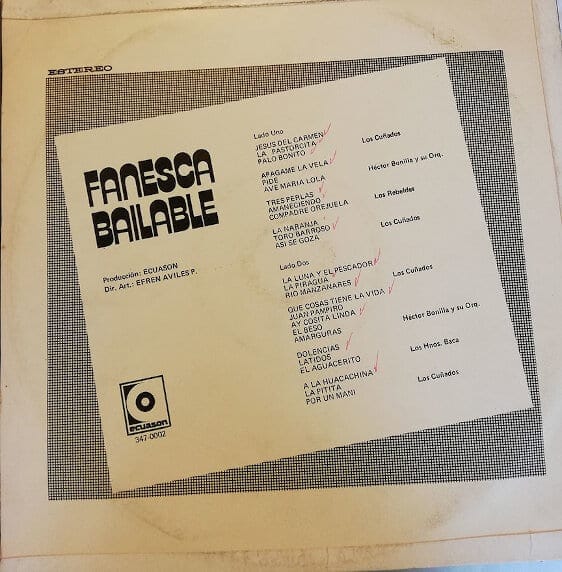 ESTEREO
FANESCA
BAILABLE
Producción: ECUASON
Dir. Art.: EFREN AVILES P.
ECUASON
347-0002
Lado Uno
JESUS DEL CARMEN
LA PASTORCITA
PALO BONITO
Los Cuñados
APAGAME LA VELA
PIDE
AVE MARIA LOLA
Héctor Bonilla y su Orq.
TRES PERLAS
AMANECIENDO
COMPADRE OREJUELA
Los Rebeldes
LA NARANJA
TORO BARROSO
ASI SE GOZA
Los Cuñados
Lado Dos
LA LUNA Y EL PESCADOR
LA PIRAGUA
RIO MANZANARES
Los Cuñados
QUE COSAS TIENE LA VIDA
JUAN PAMPIRO
AY COSITA LINDA
EL BESO
AMARGURAS
Héctor Bonilla y su Orq.
DOLENCIAS
LATIDOS
EL AGUACERITO
Los Hnos. Baca
A LA HUACACHINA
LA PITITA
POR UN MANI
Los Cuñados